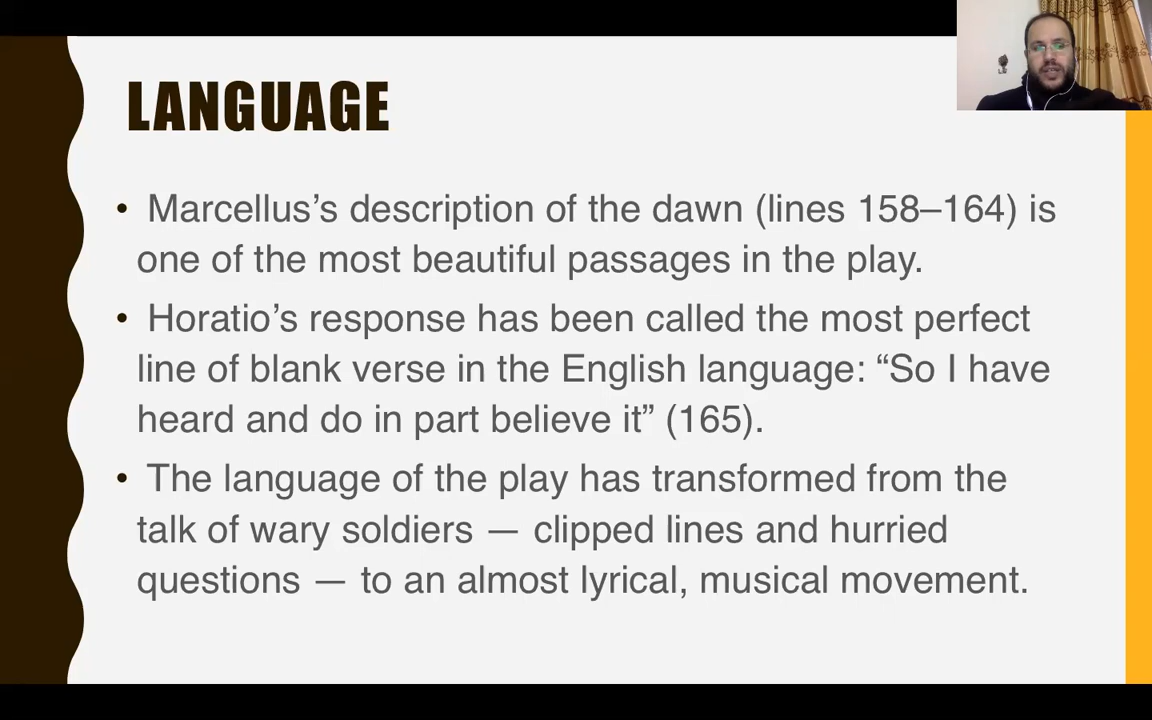 LANGUAGE
• Marcellus’s description of the dawn (lines 158–164) is
one of the most beautiful passages in the play.
• Horatio’s response has been called the most perfect
line of blank verse in the English language: “So I have
heard and do in part believe it” (165).
• The language of the play has transformed from the
talk of wary soldiers — clipped lines and hurried
questions — to an almost lyrical, musical movement.